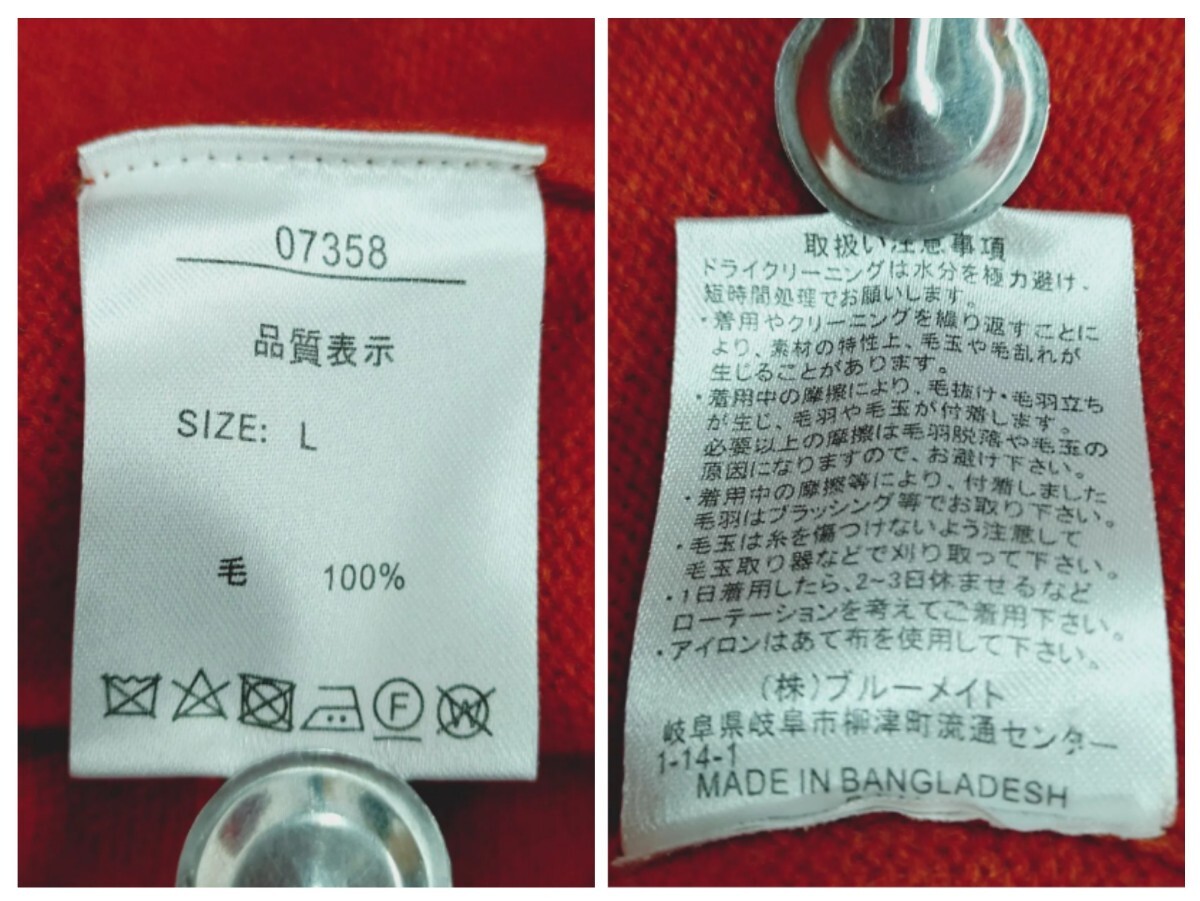 07358
品質表示
SIZE: L
毛 100%
F
W
取扱い注意事項
ドライクリーニングは水分を極力避け、
短時間処理でお願いします。
・着用やクリーニングを繰り返すことに
より、素材の特性上、毛玉や毛乱れが
生じることがあります。
・着用中の摩擦により、毛抜け・毛羽立ち
が生じ、毛羽や毛玉が付着します。
必要以上の摩擦は毛羽脱落や毛玉の
原因になりますので、お避け下さい。
・着用中の摩擦等により、付着しました
毛羽はブラッシング等でお取り下さい。
・毛玉は糸を傷つけないよう注意して
毛玉取り器などで刈り取って下さい。
・1日着用したら、2~3日休ませるなど
ローテーションを考えてご着用下さい。
・アイロンはあて布を使用して下さい。
(株)ブルーメイト
岐阜県岐阜市柳津町流通センター
1-14-1
MADE IN BANGLADESH